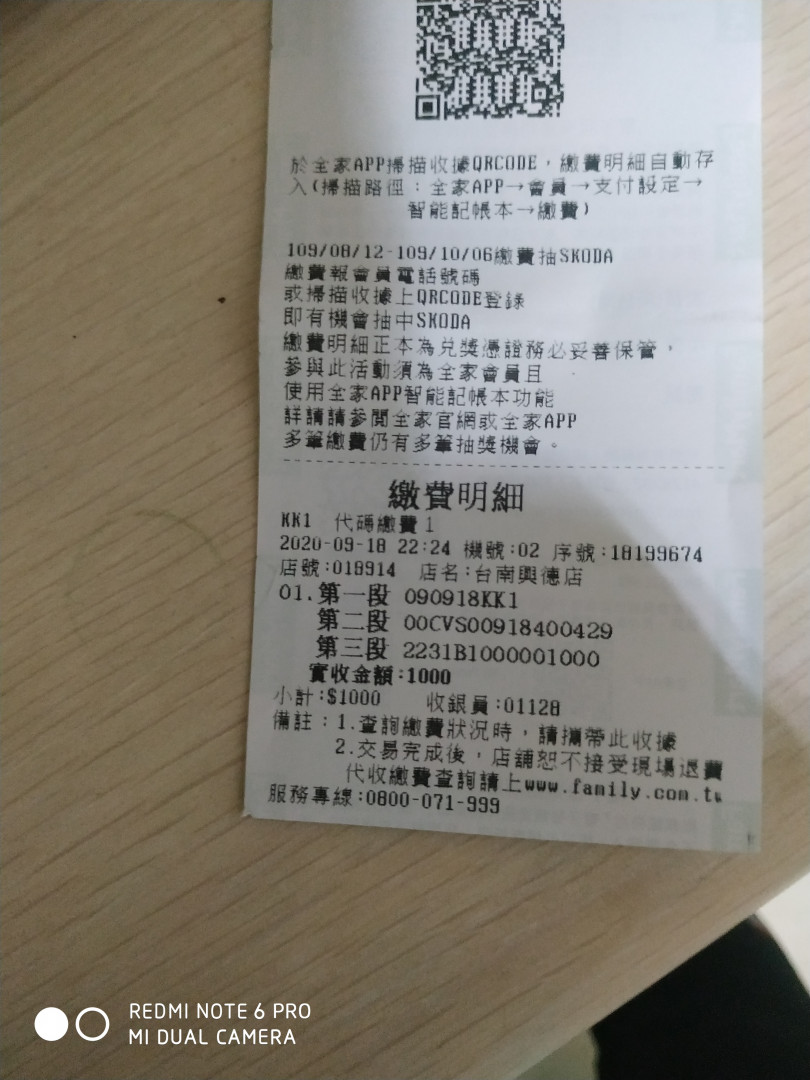 於全家APP掃描收據QRCODE，繳費明細自動存
入(掃描路徑：全家APP→會員→支付設定→
智能記帳本→繳費)
109/08/12-109/10/06繳費抽SKODA
繳費報會員電話號碼
或掃描收據上QRCODE登錄
即有機會抽中SKODA
繳費明細正本為兌獎憑證務必妥善保管，
參與此活動須為全家會員且
使用全家APP智能記帳本功能
詳請請參閱全家官網或全家APP
多筆繳費仍有多筆抽獎機會。
繳費明細
KK1 代碼繳費1
2020-09-18 22:24 機號:02 序號:18199674
店號:018914 店名:台南興德店
01.第一段 090918KK1
第二段 00CVS00918400429
第三段 2231B1000001000
實收金額:1000
小計:$1000 收銀員:01128
備註：1.查詢繳費狀況時，請攜帶此收據
2.交易完成後，店舖恕不接受現場退費
代收繳費查詢請上www.family.com.tw
服務專線:0800-071-999
REDMI NOTE 6 PRO
MI DUAL CAMERA